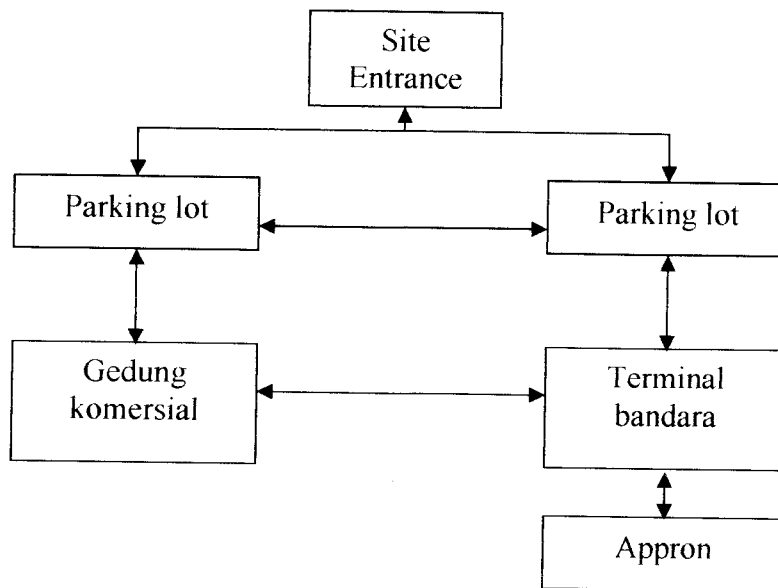 Site
Entrance
Parking lot
Parking lot
Gedung
komersial
Terminal
bandara
Appron